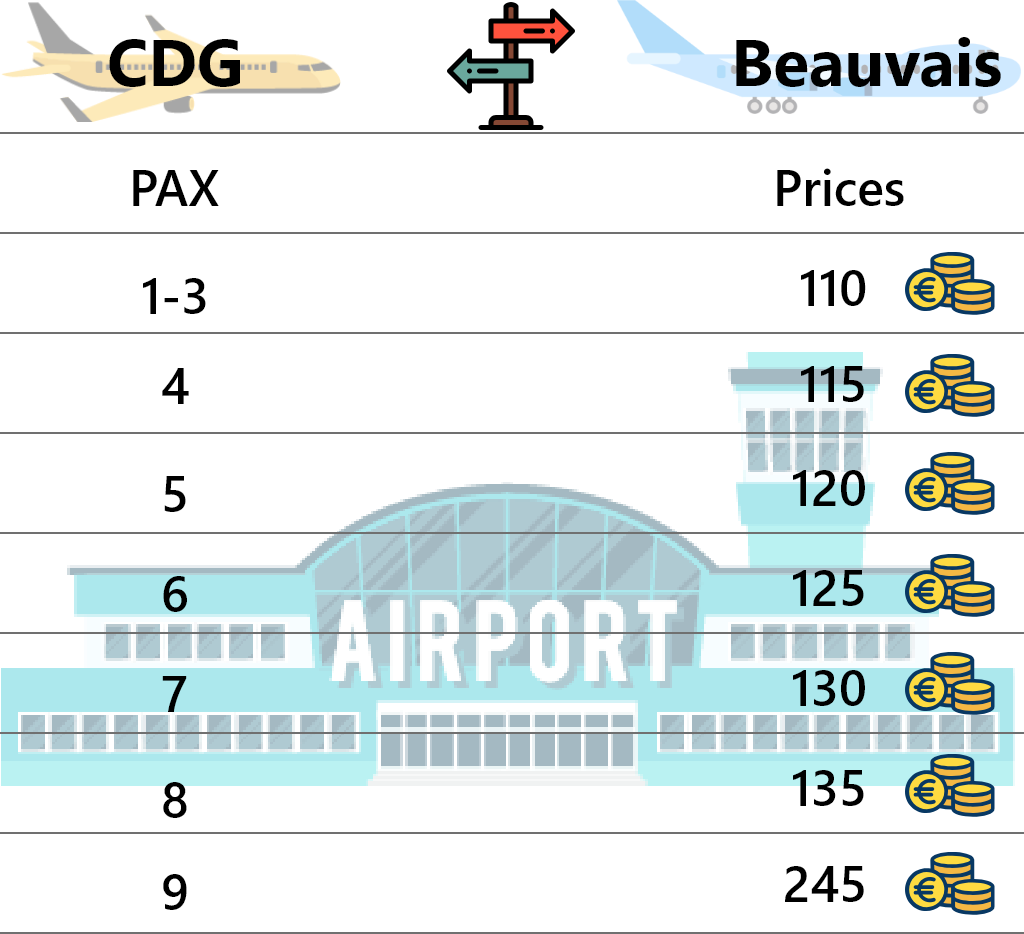 CDG Beauvais
PAX Prices
1-3 110 €
4 115 €
5 120 €
6 125 €
AIRPORT
7 130 €
8 135 €
9 245 €